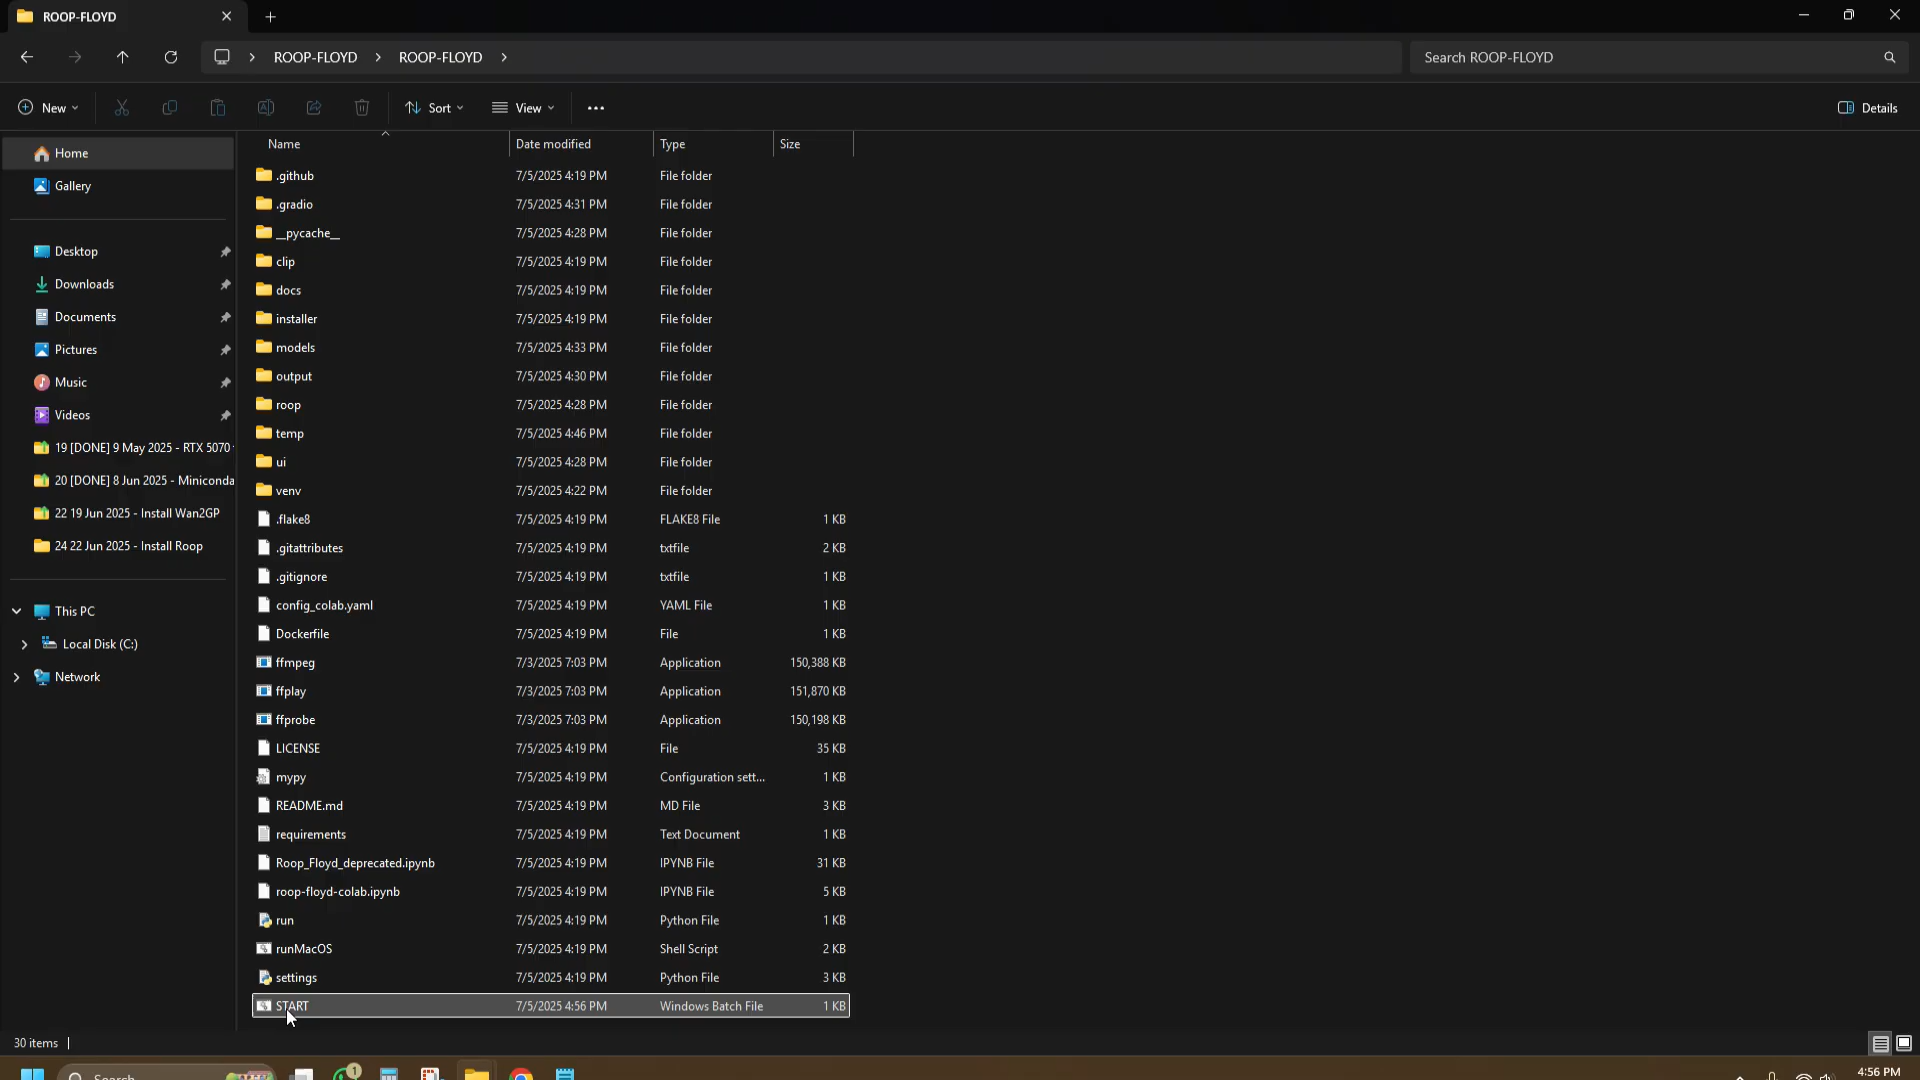 ROOP-FLOYD
ROOP-FLOYD
ROOP-FLOYD
Search ROOP-FLOYD
New
Sort
View
Details
Home
Gallery
Desktop
Downloads
Documents
Pictures
Music
Videos
19 [DONE] 9 May 2025 - RTX 5070
20 [DONE] 8 Jun 2025 - Miniconda
22 19 Jun 2025 - Install Wan2GP
24 22 Jun 2025 - Install Roop
This PC
Local Disk (C:)
Network
Name Date modified Type Size
.github 7/5/2025 4:19 PM File folder
.gradio 7/5/2025 4:31 PM File folder
__pycache__ 7/5/2025 4:28 PM File folder
clip 7/5/2025 4:19 PM File folder
docs 7/5/2025 4:19 PM File folder
installer 7/5/2025 4:19 PM File folder
models 7/5/2025 4:33 PM File folder
output 7/5/2025 4:30 PM File folder
roop 7/5/2025 4:28 PM File folder
temp 7/5/2025 4:46 PM File folder
ui 7/5/2025 4:28 PM File folder
venv 7/5/2025 4:22 PM File folder
.flake8 7/5/2025 4:19 PM FLAKE8 File 1 KB
.gitattributes 7/5/2025 4:19 PM txtfile 2 KB
.gitignore 7/5/2025 4:19 PM txtfile 1 KB
config_colab.yaml 7/5/2025 4:19 PM YAML File 1 KB
Dockerfile 7/5/2025 4:19 PM File 1 KB
ffmpeg 7/3/2025 7:03 PM Application 150,388 KB
ffplay 7/3/2025 7:03 PM Application 151,870 KB
ffprobe 7/3/2025 7:03 PM Application 150,198 KB
LICENSE 7/5/2025 4:19 PM File 35 KB
mypy 7/5/2025 4:19 PM Configuration sett... 1 KB
README.md 7/5/2025 4:19 PM MD File 3 KB
requirements 7/5/2025 4:19 PM Text Document 1 KB
Roop_Floyd_deprecated.ipynb 7/5/2025 4:19 PM IPYNB File 31 KB
roop-floyd-colab.ipynb 7/5/2025 4:19 PM IPYNB File 5 KB
run 7/5/2025 4:19 PM Python File 1 KB
runMacOS 7/5/2025 4:19 PM Shell Script 2 KB
settings 7/5/2025 4:19 PM Python File 3 KB
START 7/5/2025 4:56 PM Windows Batch File 1 KB
30 items
Search
1
4:56 PM